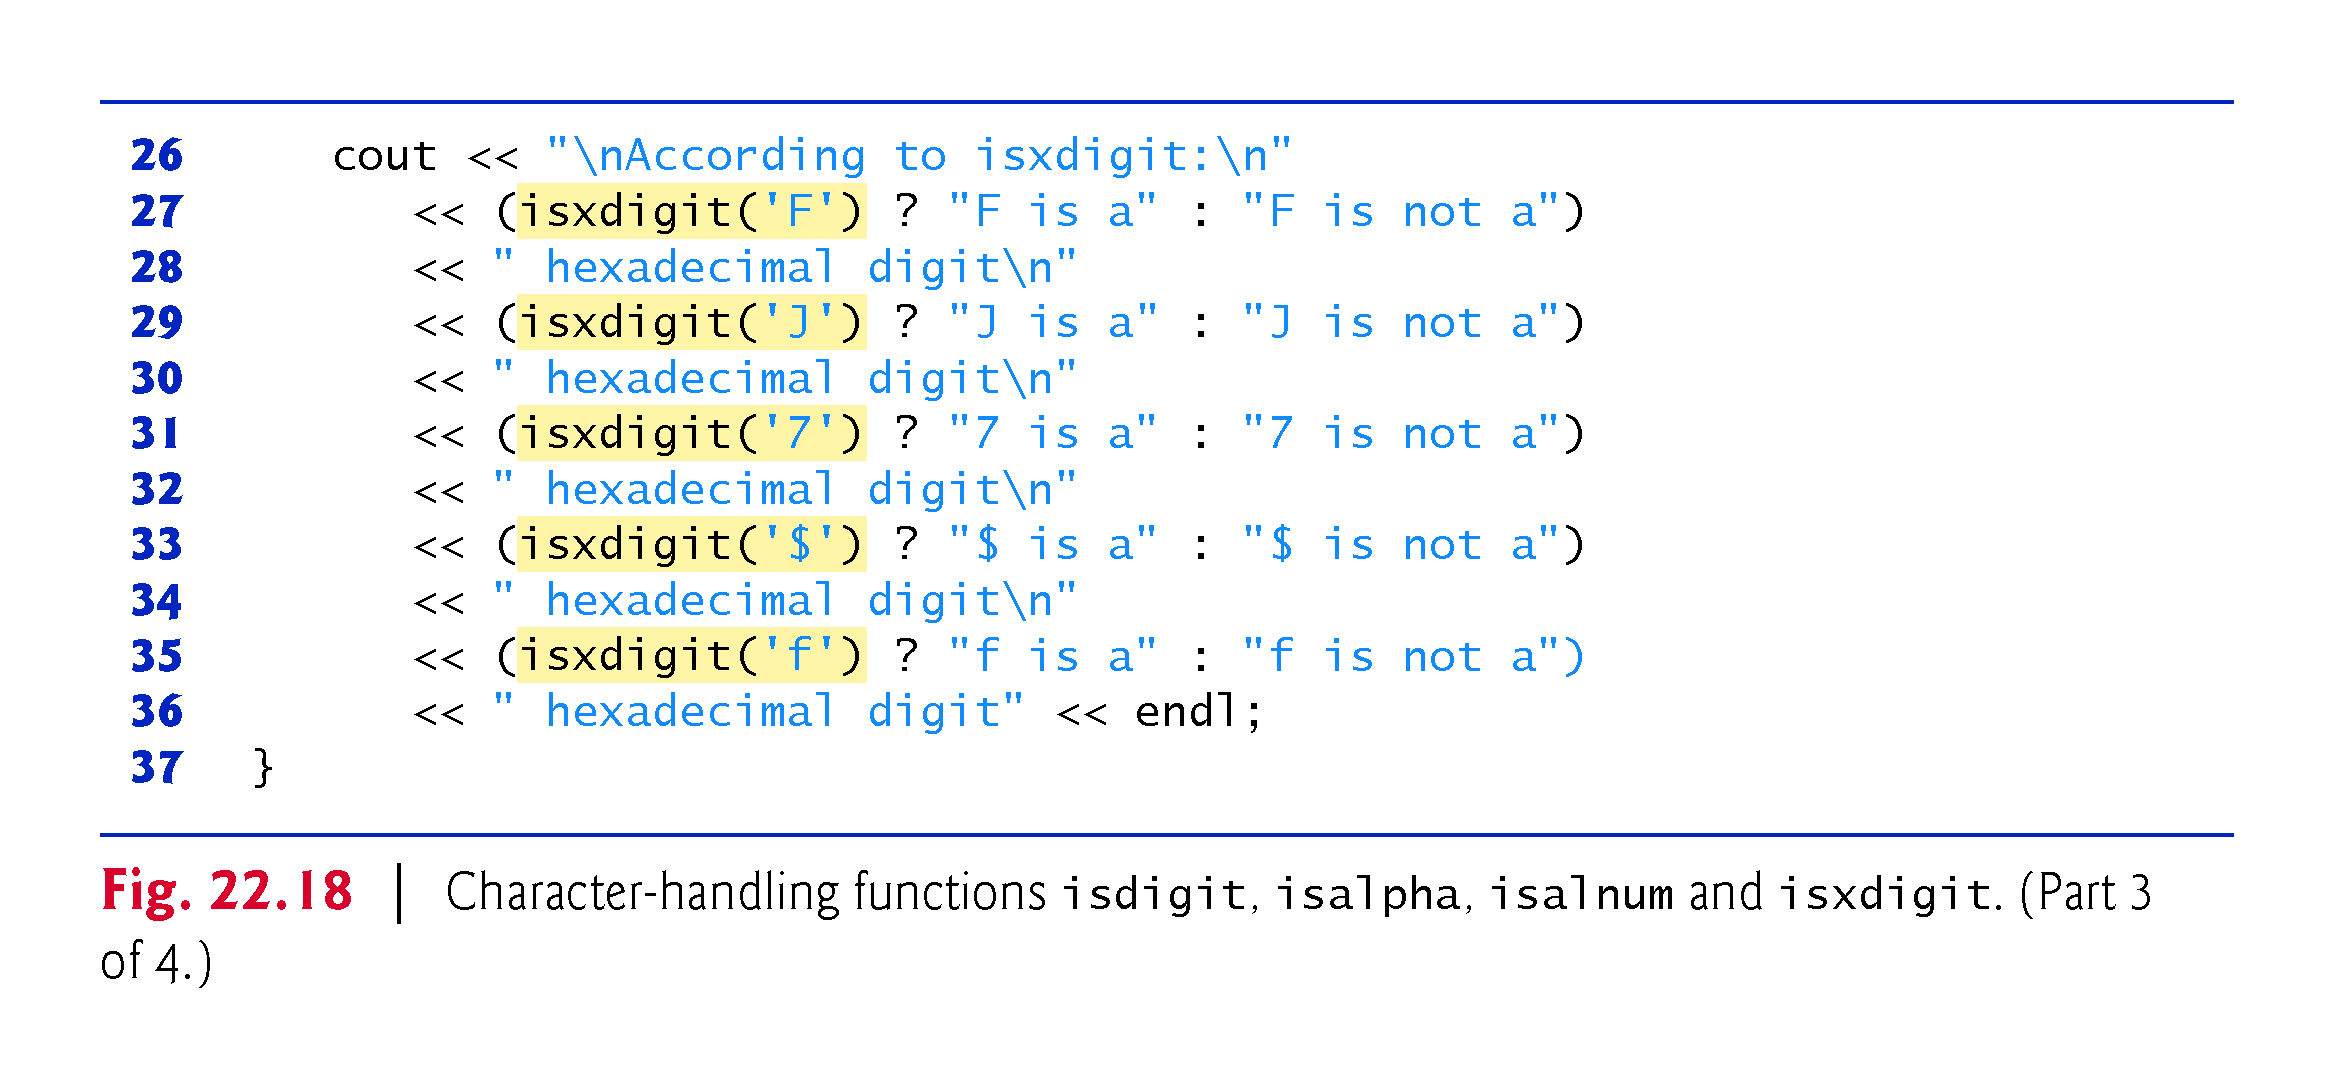 26 cout << "\nAccording to isxdigit:\n"
27 << (isxdigit('F') ? "F is a" : "F is not a")
28 << " hexadecimal digit\n"
29 << (isxdigit('J') ? "J is a" : "J is not a")
30 << " hexadecimal digit\n"
31 << (isxdigit('7') ? "7 is a" : "7 is not a")
32 << " hexadecimal digit\n"
33 << (isxdigit('$') ? "$ is a" : "$ is not a")
34 << " hexadecimal digit\n"
35 << (isxdigit('f') ? "f is a" : "f is not a")
36 << " hexadecimal digit" << endl;
37 }
Fig. 22.18 | Character-handling functions isdigit, isalpha, isalnum and isxdigit. (Part 3
of 4.)